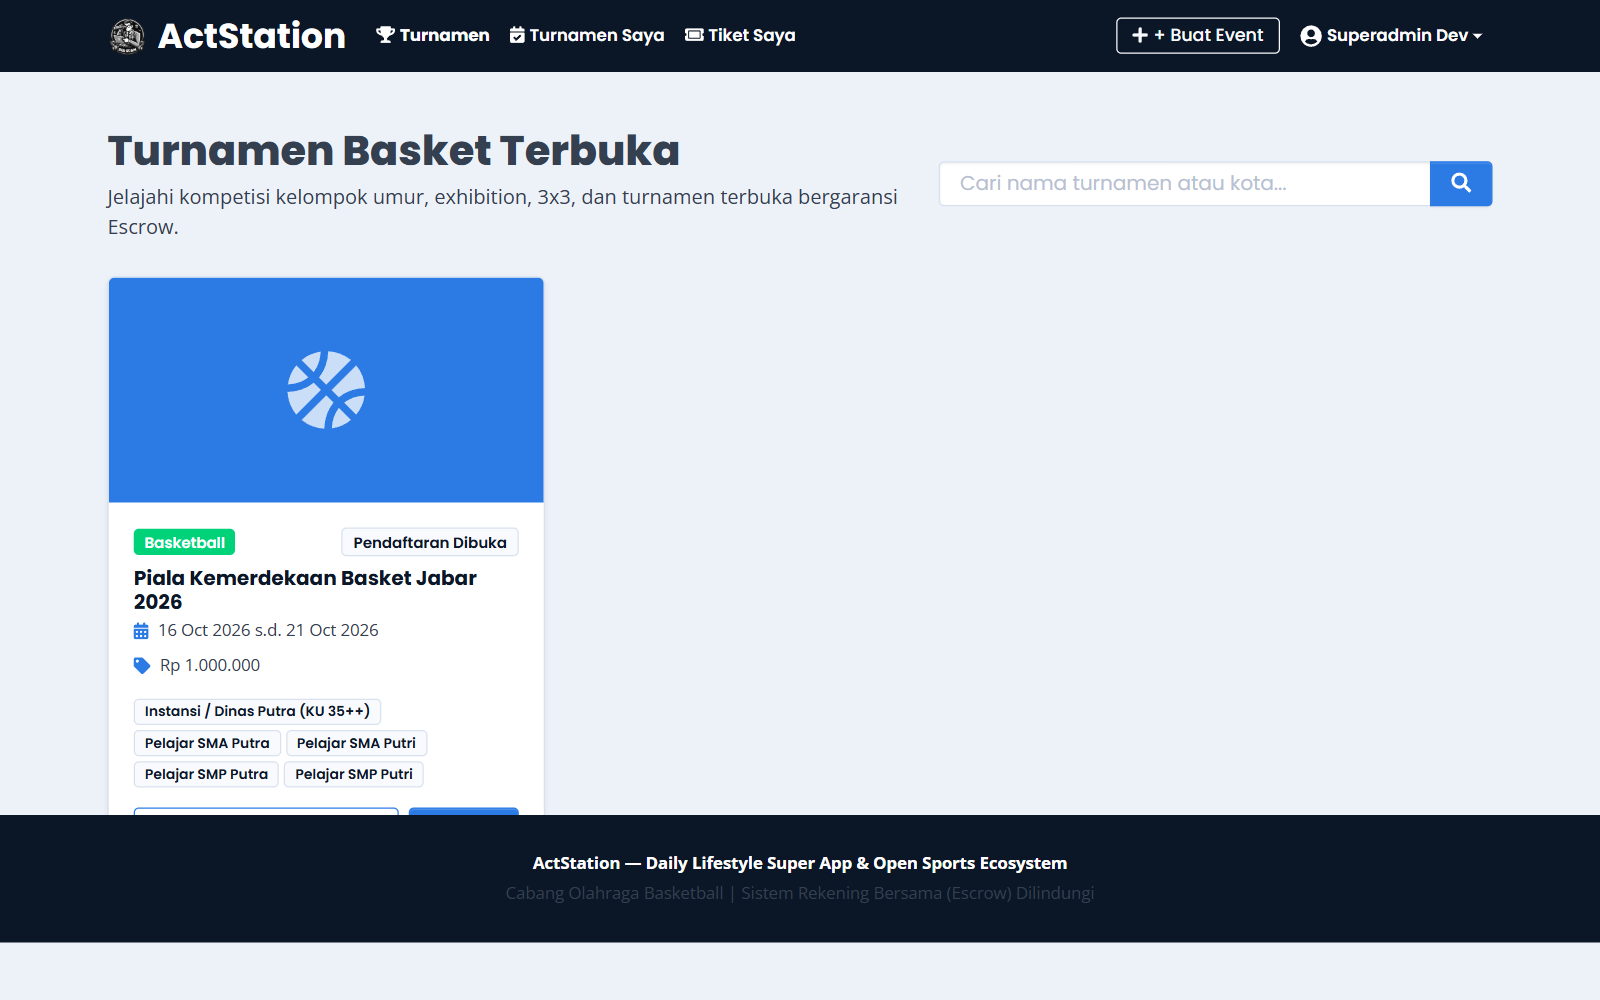 ActStation
Turnamen
Turnamen Saya
Tiket Saya
+ Buat Event
Superadmin Dev
Turnamen Basket Terbuka
Jelajahi kompetisi kelompok umur, exhibition, 3x3, dan turnamen terbuka bergaransi
Escrow.
Cari nama turnamen atau kota...
Basketball
Pendaftaran Dibuka
Piala Kemerdekaan Basket Jabar
2026
16 Oct 2026 s.d. 21 Oct 2026
Rp 1.000.000
Instansi / Dinas Putra (KU 35++)
Pelajar SMA Putra
Pelajar SMA Putri
Pelajar SMP Putra
Pelajar SMP Putri
ActStation — Daily Lifestyle Super App & Open Sports Ecosystem
Cabang Olahraga Basketball | Sistem Rekening Bersama (Escrow) Dilindungi